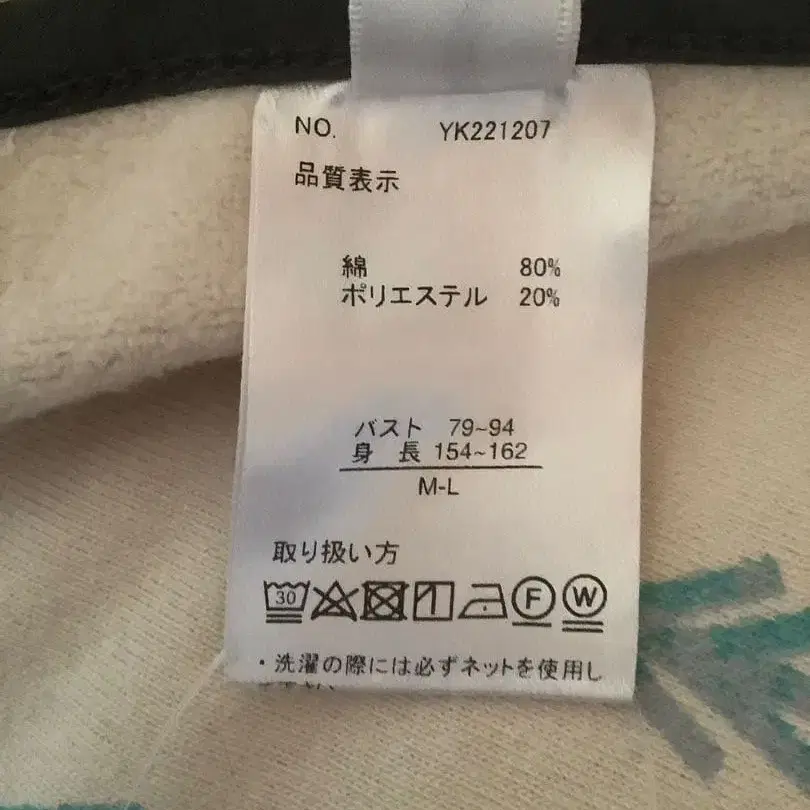 NO. YK221207
品質表示
綿 80%
ポリエステル 20%
バスト 79~94
身 長 154~162
M-L
取り扱い方
30 F W
・洗濯の際には必ずネットを使用し